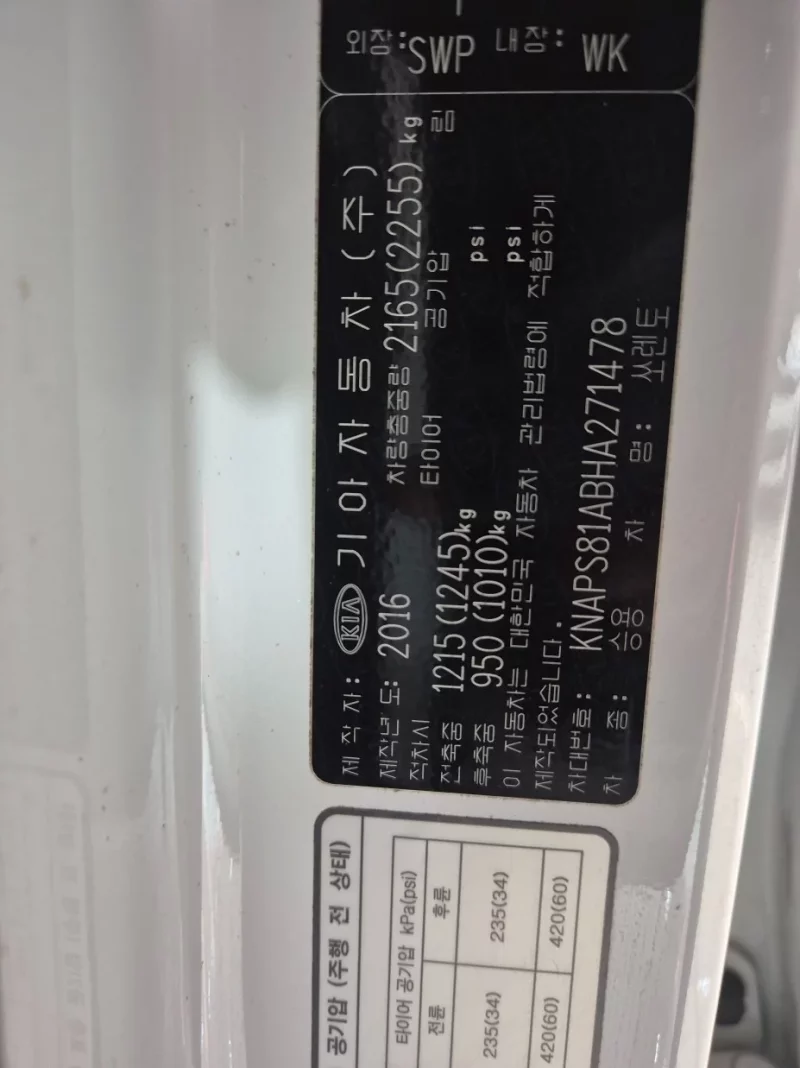 외장:SWP 내장: WK
제 작 자: KIA 기아자동차(주)
제작년 도: 2016 차량총중량 2165(2255) kg
적차시 타이어 공기압 림
전축중 1215(1245)kg psi
후축중 950 (1010)kg psi
이 자동차는 대한민국 자동차 관리법령에 적합하게
제작되었습니다.
차대번호: KNAPS81ABHA271478
차 종: 승용 차 명: 쏘렌토
공기압 (주행 전 상태)
타이어 공기압 kPa(psi)
전륜 후륜
235(34) 235(34)
420(60) 420(60)